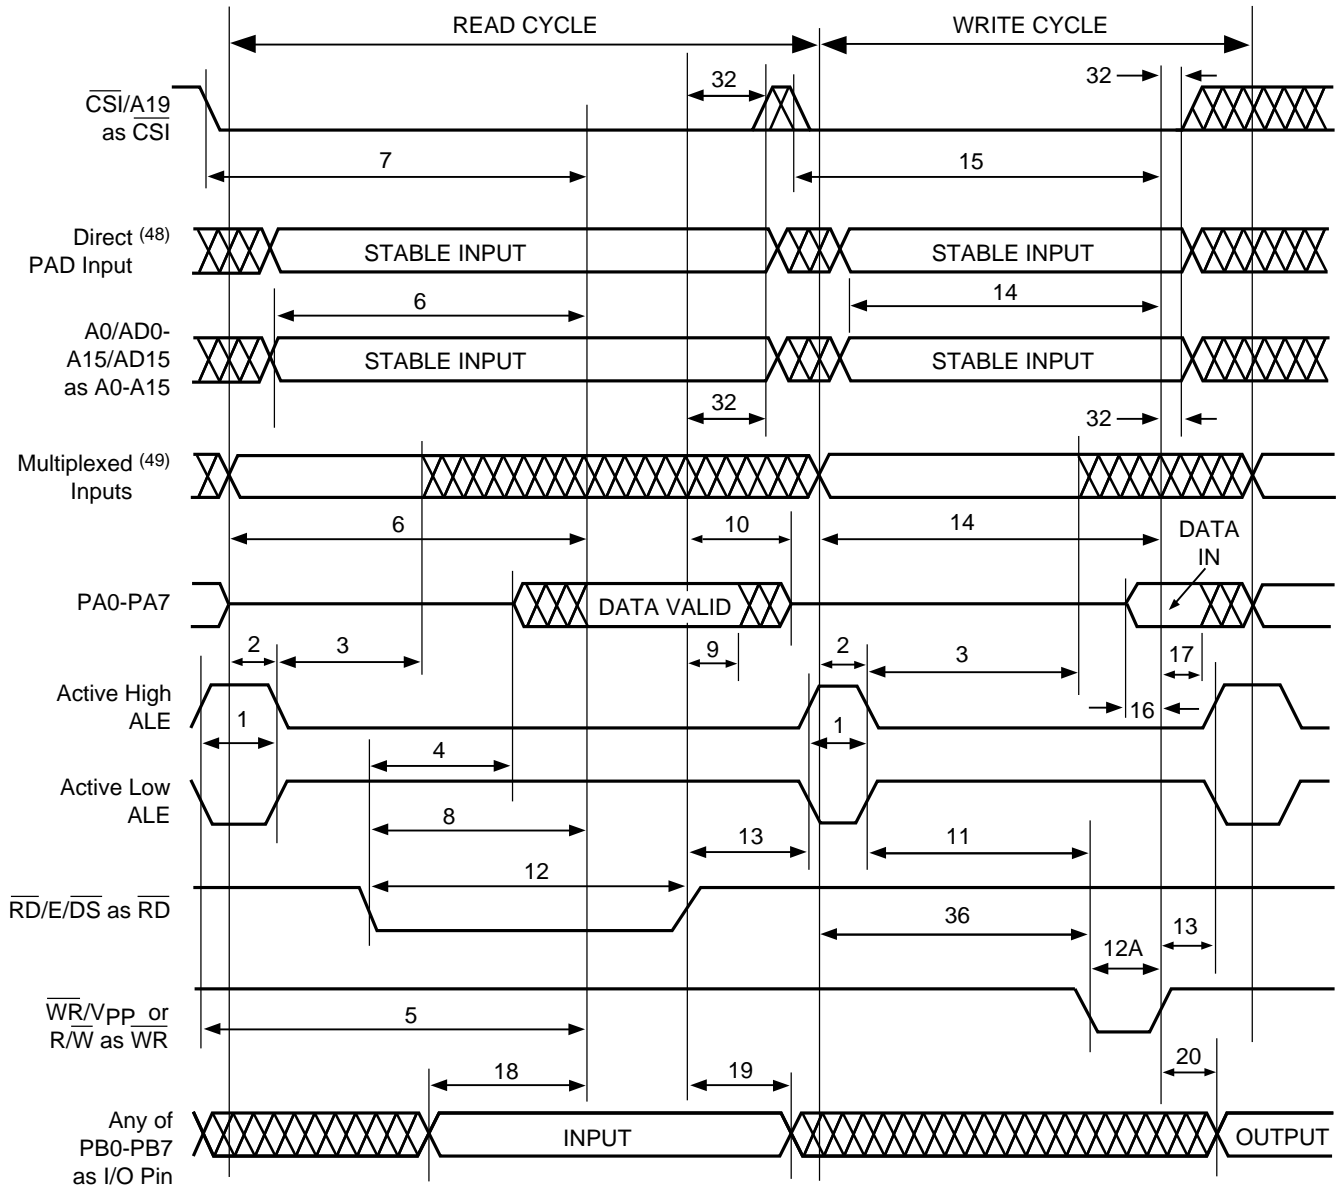 READ CYCLE
WRITE CYCLE
CSI/A19
as CSI
32
32
7
15
Direct (48)
PAD Input
STABLE INPUT
STABLE INPUT
6
14
A0/AD0-
A15/AD15
as A0-A15
STABLE INPUT
STABLE INPUT
32
32
Multiplexed (49)
Inputs
6
10
14
DATA
IN
PA0-PA7
DATA VALID
2
3
9
2
3
17
Active High
ALE
1
1
16
4
Active Low
ALE
8
13
11
12
RD/E/DS as RD
36
12A
13
WR/VPP or
R/W as WR
5
18
19
20
Any of
PB0-PB7
as I/O Pin
INPUT
OUTPUT